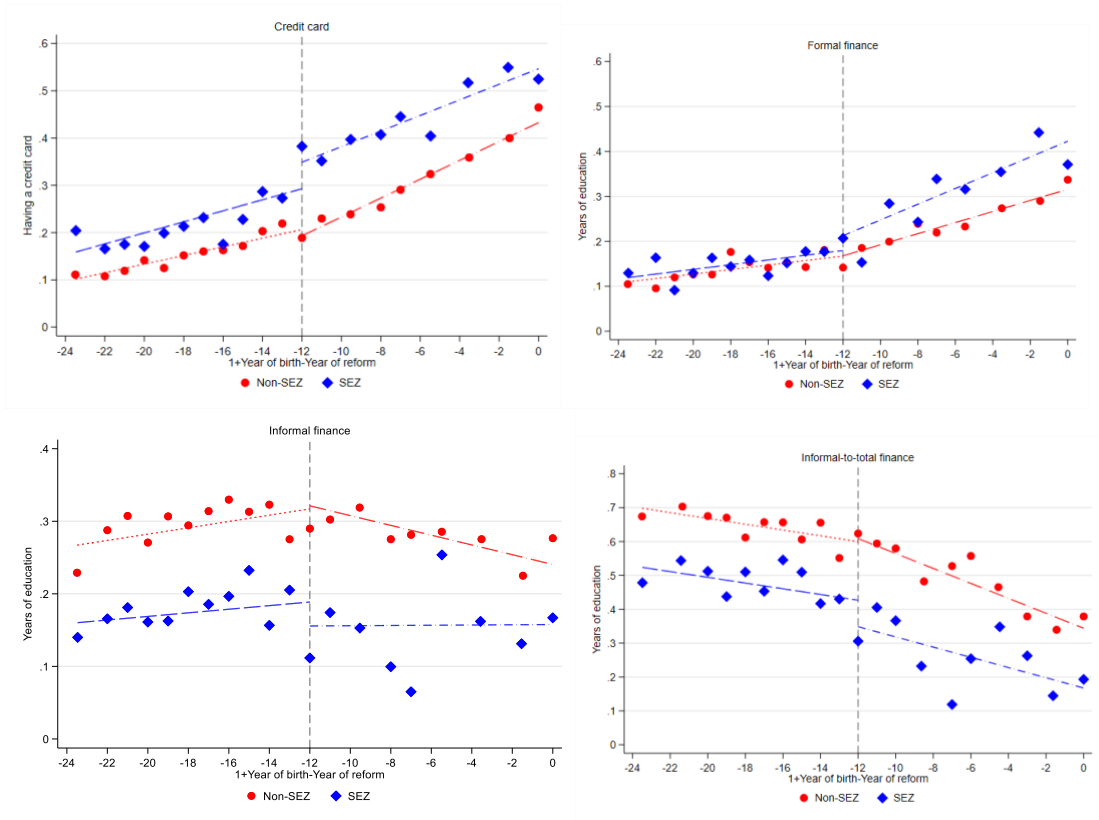 Credit card
Having a credit card
.6
.5
.4
.3
.2
.1
0
-24 -22 -20 -18 -16 -14 -12 -10 -8 -6 -4 -2 0
1+Year of birth-Year of reform
Non-SEZ SEZ
Formal finance
Years of education
.6
.5
.4
.3
.2
.1
0
-24 -22 -20 -18 -16 -14 -12 -10 -8 -6 -4 -2 0
1+Year of birth-Year of reform
Non-SEZ SEZ
Informal finance
Years of education
.4
.3
.2
.1
0
-24 -22 -20 -18 -16 -14 -12 -10 -8 -6 -4 -2 0
1+Year of birth-Year of reform
Non-SEZ SEZ
Informal-to-total finance
Years of education
.8
.7
.6
.5
.4
.3
.2
.1
0
-24 -22 -20 -18 -16 -14 -12 -10 -8 -6 -4 -2 0
1+Year of birth-Year of reform
Non-SEZ SEZ